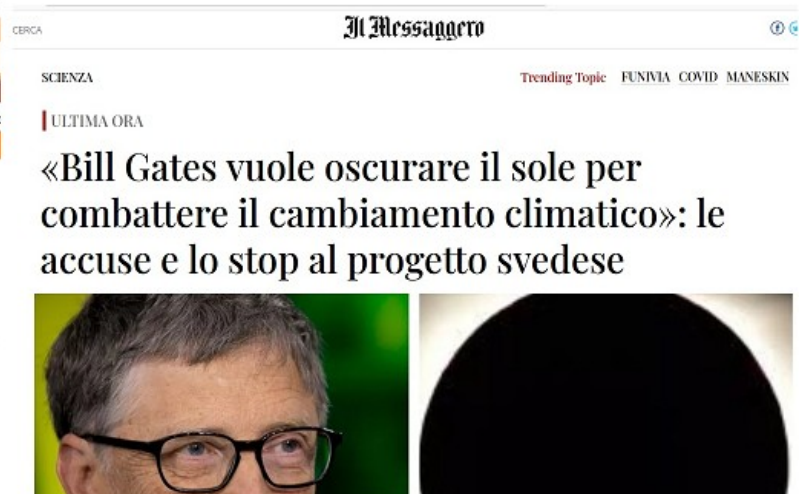 CERCA
Il Messaggero
SCIENZA
Trending Topic FUNIVIA COVID MANESKIN
ULTIMA ORA
«Bill Gates vuole oscurare il sole per
combattere il cambiamento climatico»: le
accuse e lo stop al progetto svedese